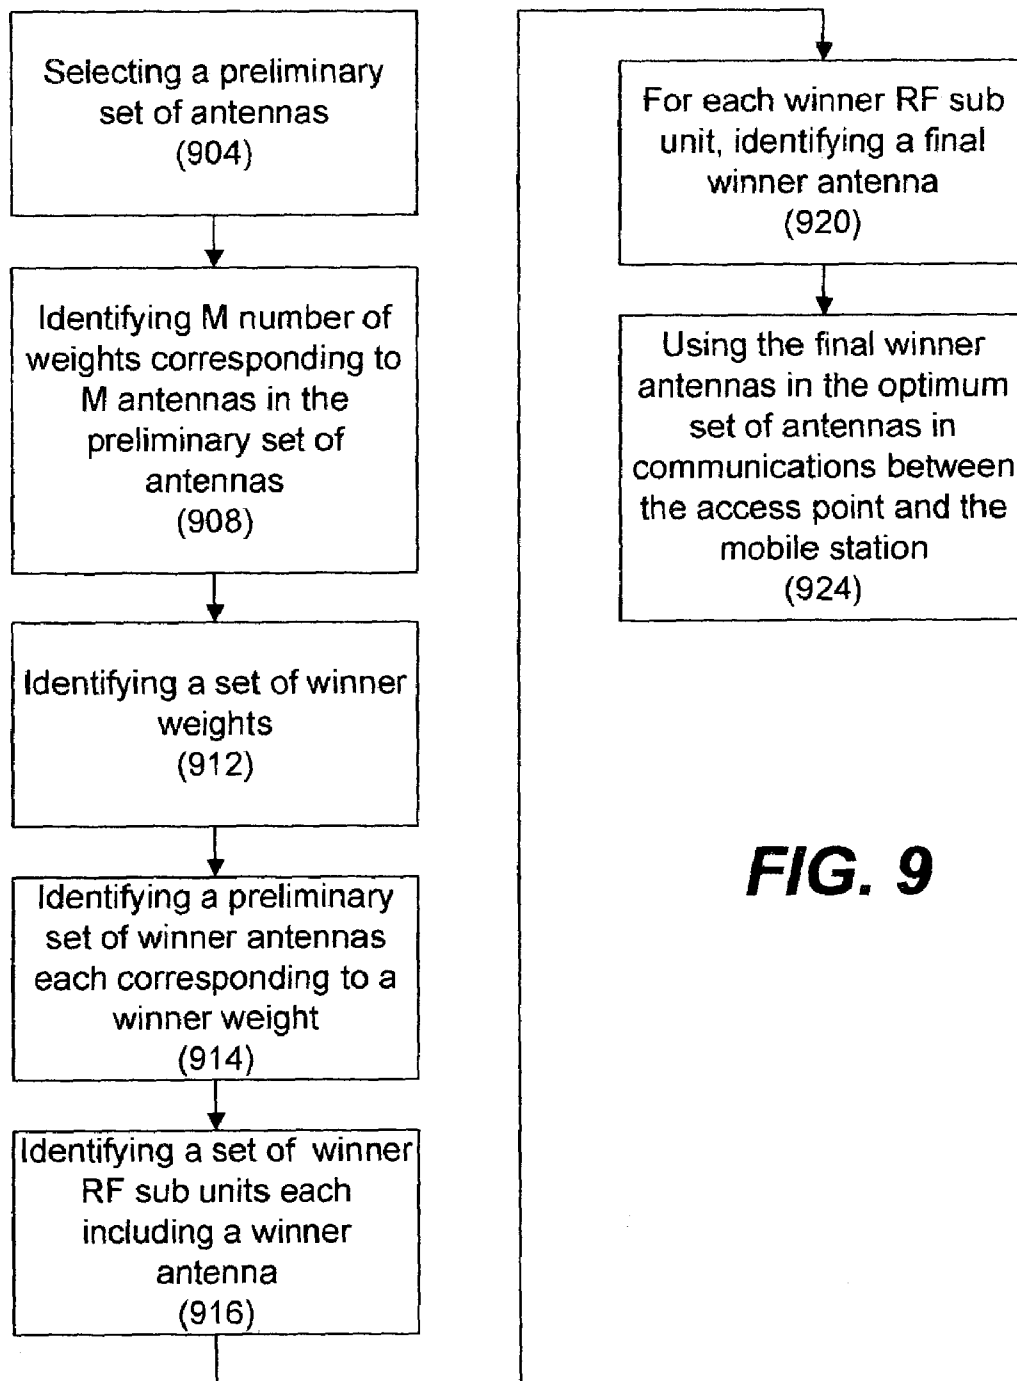 Selecting a preliminary
set of antennas
(904)
Identifying M number of
weights corresponding to
M antennas in the
preliminary set of
antennas
(908)
Identifying a set of winner
weights
(912)
Identifying a preliminary
set of winner antennas
each corresponding to a
winner weight
(914)
Identifying a set of winner
RF sub units each
including a winner
antenna
(916)
For each winner RF sub
unit, identifying a final
winner antenna
(920)
Using the final winner
antennas in the optimum
set of antennas in
communications between
the access point and the
mobile station
(924)
FIG. 9